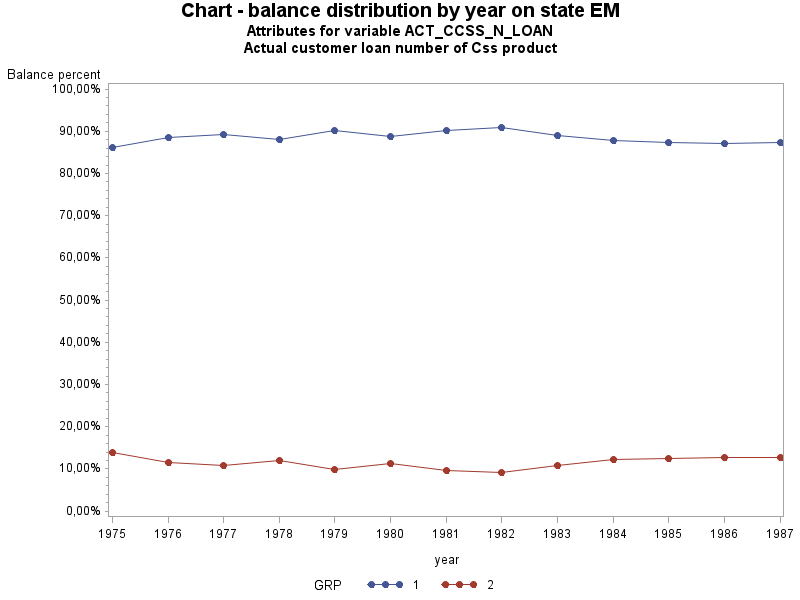 Chart - balance distribution by year on state EM
Attributes for variable ACT_CCSS_N_LOAN
Actual customer loan number of Css product
Balance percent
100,00%
90,00%
80,00%
70,00%
60,00%
50,00%
40,00%
30,00%
20,00%
10,00%
0,00%
1975 1976 1977 1978 1979 1980 1981 1982 1983 1984 1985 1986 1987
year
GRP 1 2